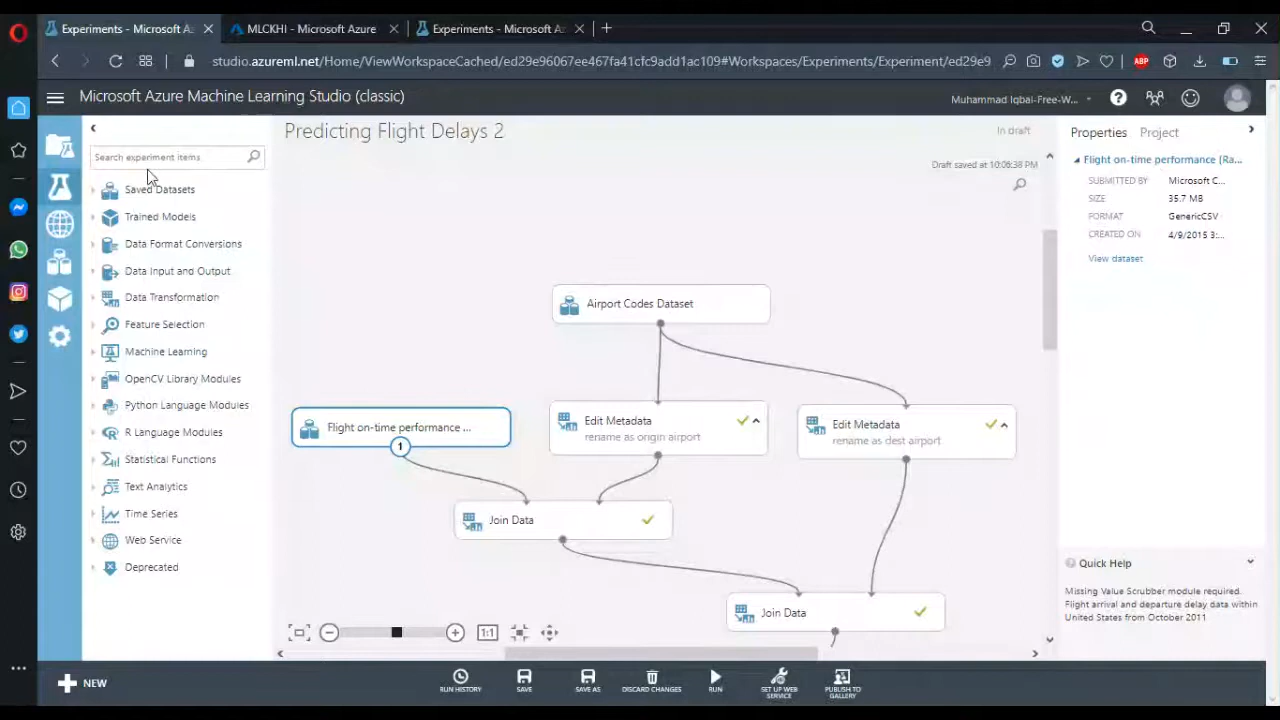 Experiments - Microsoft Az
MLCKHI - Microsoft Azure
Experiments - Microsoft A
studio.azureml.net/Home/ViewWorkspaceCached/ed29e96067ee467fa41cfc9add1ac109#Workspaces/Experiments/Experiment/ed29e9
ABP
Microsoft Azure Machine Learning Studio (classic)
Muhammad Iqbal-Free-W...
Search experiment items
Saved Datasets
Trained Models
Data Format Conversions
Data Input and Output
Data Transformation
Feature Selection
Machine Learning
OpenCV Library Modules
Python Language Modules
R Language Modules
Statistical Functions
Text Analytics
Time Series
Web Service
Deprecated
Predicting Flight Delays 2
In draft
Draft saved at 10:06:38 PM
Airport Codes Dataset
Flight on-time performance ...
1
Edit Metadata
rename as origin airport
Edit Metadata
rename as dest airport
Join Data
Join Data
1:1
Properties Project
Flight on-time performance (Ra...
SUBMITTED BY Microsoft C...
SIZE 35.7 MB
FORMAT GenericCSV
CREATED ON 4/9/2015 3:...
View dataset
Quick Help
Missing Value Scrubber module required.
Flight arrival and departure delay data within
United States from October 2011
NEW
RUN HISTORY
SAVE
SAVE AS
DISCARD CHANGES
RUN
SET UP WEB
SERVICE
PUBLISH TO
GALLERY